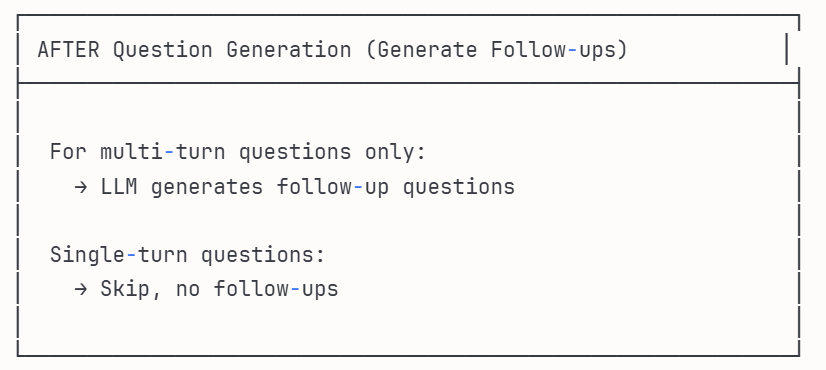 AFTER Question Generation (Generate Follow-ups)
For multi-turn questions only:
→ LLM generates follow-up questions
Single-turn questions:
→ Skip, no follow-ups